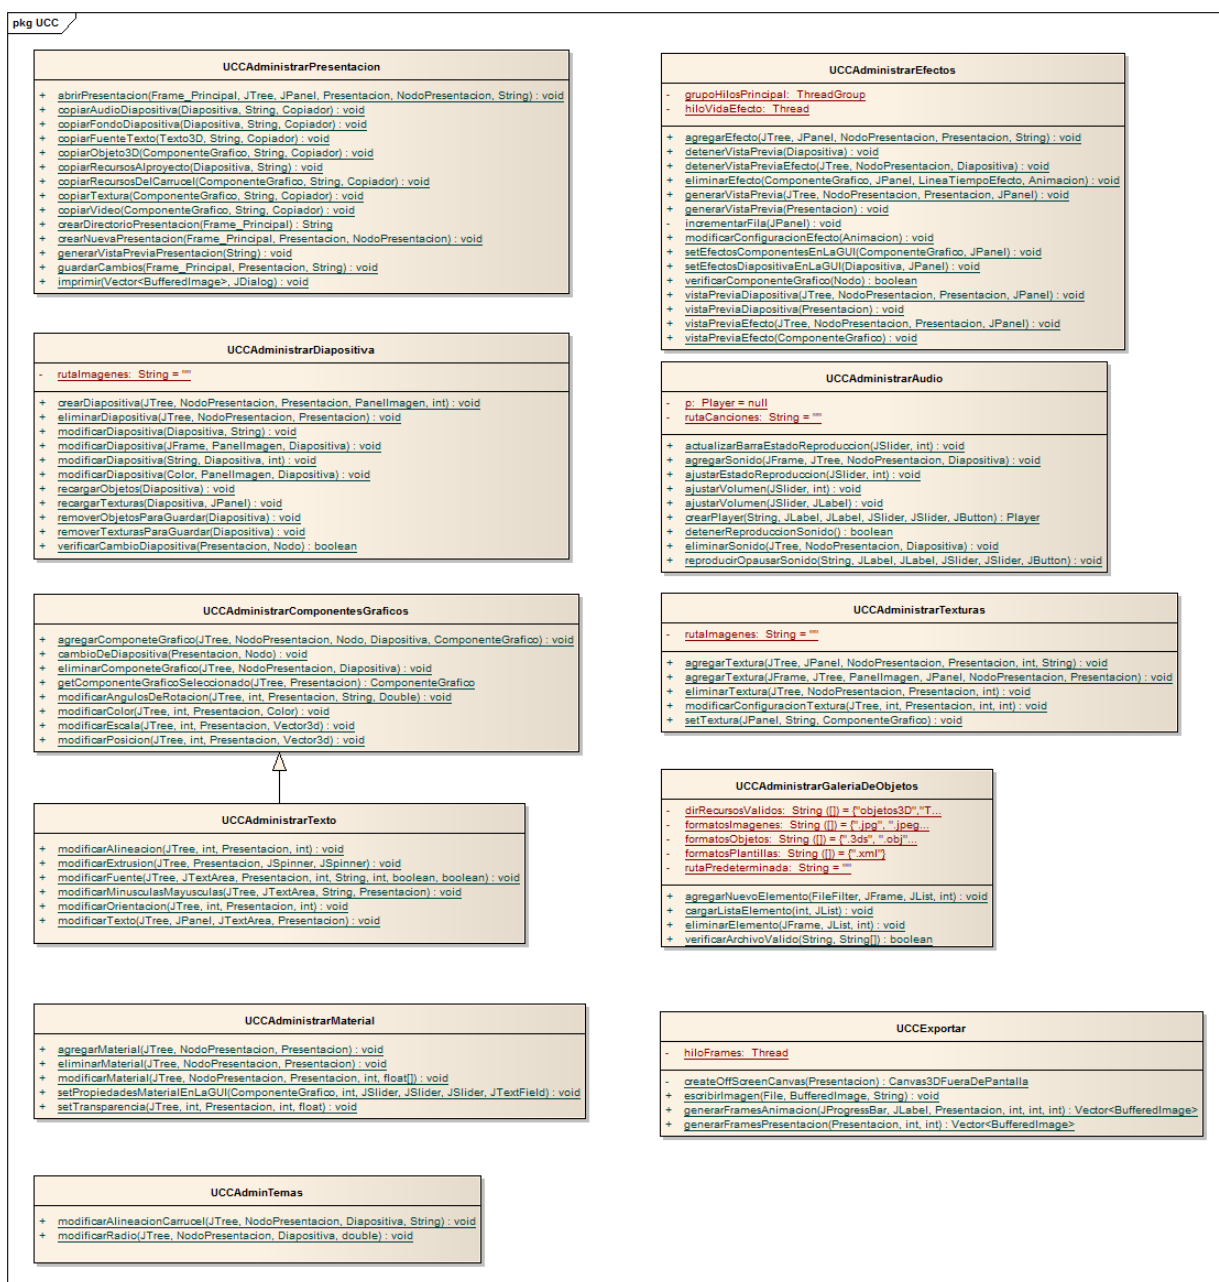 pkg UCC
UCCAdministrarPresentacion
+ abrirPresentacion(Frame_Principal, JTree, JPanel, Presentacion, NodoPresentacion, String) : void
+ copiarAudioDiapositiva(Diapositiva, String, Copiador) : void
+ copiarFondoDiapositiva(Diapositiva, String, Copiador) : void
+ copiarFuenteTexto(Texto3D, String, Copiador) : void
+ copiarObjeto3D(ComponenteGrafico, String, Copiador) : void
+ copiarRecursosAlproyecto(Diapositiva, String) : void
+ copiarRecursosDelCarrucel(ComponenteGrafico, String, Copiador) : void
+ copiarTextura(ComponenteGrafico, String, Copiador) : void
+ copiarVideo(ComponenteGrafico, String, Copiador) : void
+ crearDirectorioPresentacion(Frame_Principal) : String
+ crearNuevaPresentacion(Frame_Principal, Presentacion, NodoPresentacion) : void
+ generarVistaPreviaPresentacion(String) : void
+ guardarCambios(Frame_Principal, Presentacion, String) : void
+ imprimir(Vector<BufferedImage>, JDialog) : void
UCCAdministrarDiapositiva
- rutaImagenes: String = ""
+ crearDiapositiva(JTree, NodoPresentacion, Presentacion, PanelImagen, int) : void
+ eliminarDiapositiva(JTree, NodoPresentacion, Presentacion) : void
+ modificarDiapositiva(Diapositiva, String) : void
+ modificarDiapositiva(JFrame, PanelImagen, Diapositiva) : void
+ modificarDiapositiva(String, Diapositiva, int) : void
+ modificarDiapositiva(Color, PanelImagen, Diapositiva) : void
+ recargarObjetos(Diapositiva) : void
+ recargarTexturas(Diapositiva, JPanel) : void
+ removerObjetosParaGuardar(Diapositiva) : void
+ removerTexturasParaGuardar(Diapositiva) : void
+ verificarCambioDiapositiva(Presentacion, Nodo) : boolean
UCCAdministrarComponentesGraficos
+ agregarComponeteGrafico(JTree, NodoPresentacion, Nodo, Diapositiva, ComponenteGrafico) : void
+ cambioDeDiapositiva(Presentacion, Nodo) : void
+ eliminarComponeteGrafico(JTree, NodoPresentacion, Diapositiva) : void
+ getComponenteGraficoSeleccionado(JTree, Presentacion) : ComponenteGrafico
+ modificarAngulosDeRotacion(JTree, int, Presentacion, String, Double) : void
+ modificarColor(JTree, int, Presentacion, Color) : void
+ modificarEscala(JTree, int, Presentacion, Vector3d) : void
+ modificarPosicion(JTree, int, Presentacion, Vector3d) : void
UCCAdministrarTexto
+ modificarAlineacion(JTree, int, Presentacion, int) : void
+ modificarExtrusion(JTree, Presentacion, JSpinner, JSpinner) : void
+ modificarFuente(JTree, JTextArea, Presentacion, int, String, int, boolean, boolean) : void
+ modificarMinusculasMayusculas(JTree, JTextArea, String, Presentacion) : void
+ modificarOrientacion(JTree, int, Presentacion, int) : void
+ modificarTexto(JTree, JPanel, JTextArea, Presentacion) : void
UCCAdministrarMaterial
+ agregarMaterial(JTree, NodoPresentacion, Presentacion) : void
+ eliminarMaterial(JTree, NodoPresentacion, Presentacion) : void
+ modificarMaterial(JTree, NodoPresentacion, Presentacion, int, float[]) : void
+ setPropiedadesMaterialEnLaGUI(ComponenteGrafico, int, JSlider, JSlider, JSlider, JTextField) : void
+ setTransparencia(JTree, int, Presentacion, int, float) : void
UCCAdminTemas
+ modificarAlineacionCarrucel(JTree, NodoPresentacion, Diapositiva, String) : void
+ modificarRadio(JTree, NodoPresentacion, Diapositiva, double) : void
UCCAdministrarEfectos
- grupoHilosPrincipal: ThreadGroup
- hiloVidaEfecto: Thread
+ agregarEfecto(JTree, JPanel, NodoPresentacion, Presentacion, String) : void
+ detenerVistaPrevia(Diapositiva) : void
+ detenerVistaPreviaEfecto(JTree, NodoPresentacion, Diapositiva) : void
+ eliminarEfecto(ComponenteGrafico, JPanel, LineaTiempoEfecto, Animacion) : void
+ generarVistaPrevia(JTree, NodoPresentacion, Presentacion, JPanel) : void
+ generarVistaPrevia(Presentacion) : void
- incrementarFila(JPanel) : void
+ modificarConfiguracionEfecto(Animacion) : void
+ setEfectosComponentesEnLaGUI(ComponenteGrafico, JPanel) : void
+ setEfectosDiapositivaEnLaGUI(Diapositiva, JPanel) : void
+ verificarComponenteGrafico(Nodo) : boolean
+ vistaPreviaDiapositiva(JTree, NodoPresentacion, Presentacion, JPanel) : void
+ vistaPreviaDiapositiva(Presentacion) : void
+ vistaPreviaEfecto(JTree, NodoPresentacion, Presentacion, JPanel) : void
+ vistaPreviaEfecto(ComponenteGrafico) : void
UCCAdministrarAudio
- p: Player = null
- rutaCanciones: String = ""
+ actualizarBarraEstadoReproduccion(JSlider, int) : void
+ agregarSonido(JFrame, JTree, NodoPresentacion, Diapositiva) : void
+ ajustarEstadoReproduccion(JSlider, int) : void
+ ajustarVolumen(JSlider, int) : void
+ ajustarVolumen(JSlider, JLabel) : void
+ crearPlayer(String, JLabel, JLabel, JSlider, JSlider, JButton) : Player
+ detenerReproduccionSonido() : boolean
+ eliminarSonido(JTree, NodoPresentacion, Diapositiva) : void
+ reproducirOpausarSonido(String, JLabel, JLabel, JSlider, JSlider, JButton) : void
UCCAdministrarTexturas
- rutaImagenes: String = ""
+ agregarTextura(JTree, JPanel, NodoPresentacion, Presentacion, int, String) : void
+ agregarTextura(JFrame, JTree, PanelImagen, JPanel, NodoPresentacion, Presentacion) : void
+ eliminarTextura(JTree, NodoPresentacion, Presentacion, int) : void
+ modificarConfiguracionTextura(JTree, int, Presentacion, int, int) : void
+ setTextura(JPanel, String, ComponenteGrafico) : void
UCCAdministrarGaleriaDeObjetos
- dirRecursosValidos: String ([]) = {"objetos3D","T...
- formatosImagenes: String ([]) = {".jpg", ".jpeg...
- formatosObjetos: String ([]) = {".3ds", ".obj"...
- formatosPlantillas: String ([]) = {".xml"}
- rutaPredeterminada: String = ""
+ agregarNuevoElemento(FileFilter, JFrame, JList, int) : void
+ cargarListaElemento(int, JList) : void
+ eliminarElemento(JFrame, JList, int) : void
+ verificarArchivoValido(String, String[]) : boolean
UCCExportar
- hiloFrames: Thread
- createOffScreenCanvas(Presentacion) : Canvas3DFueraDePantalla
+ escribirImagen(File, BufferedImage, String) : void
+ generarFramesAnimacion(JProgressBar, JLabel, Presentacion, int, int, int) : Vector<BufferedImage>
+ generarFramesPresentacion(Presentacion, int, int) : Vector<BufferedImage>